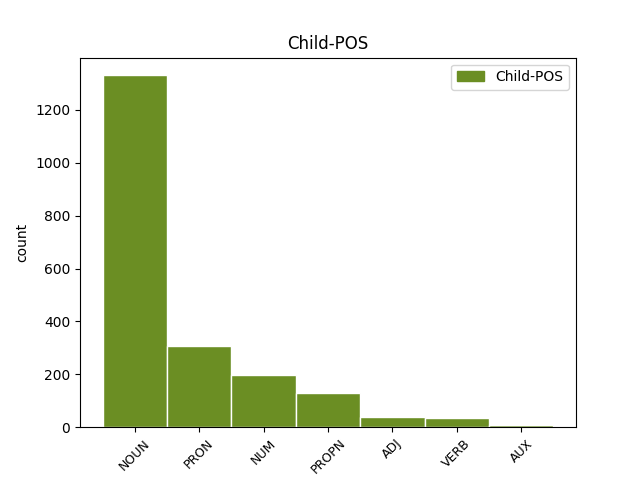 Child-POS
Child-POS
1200
1000
800
600
400
200
0
count
NOUN
PRON
NUM
PROPN
ADJ
VERB
AUX